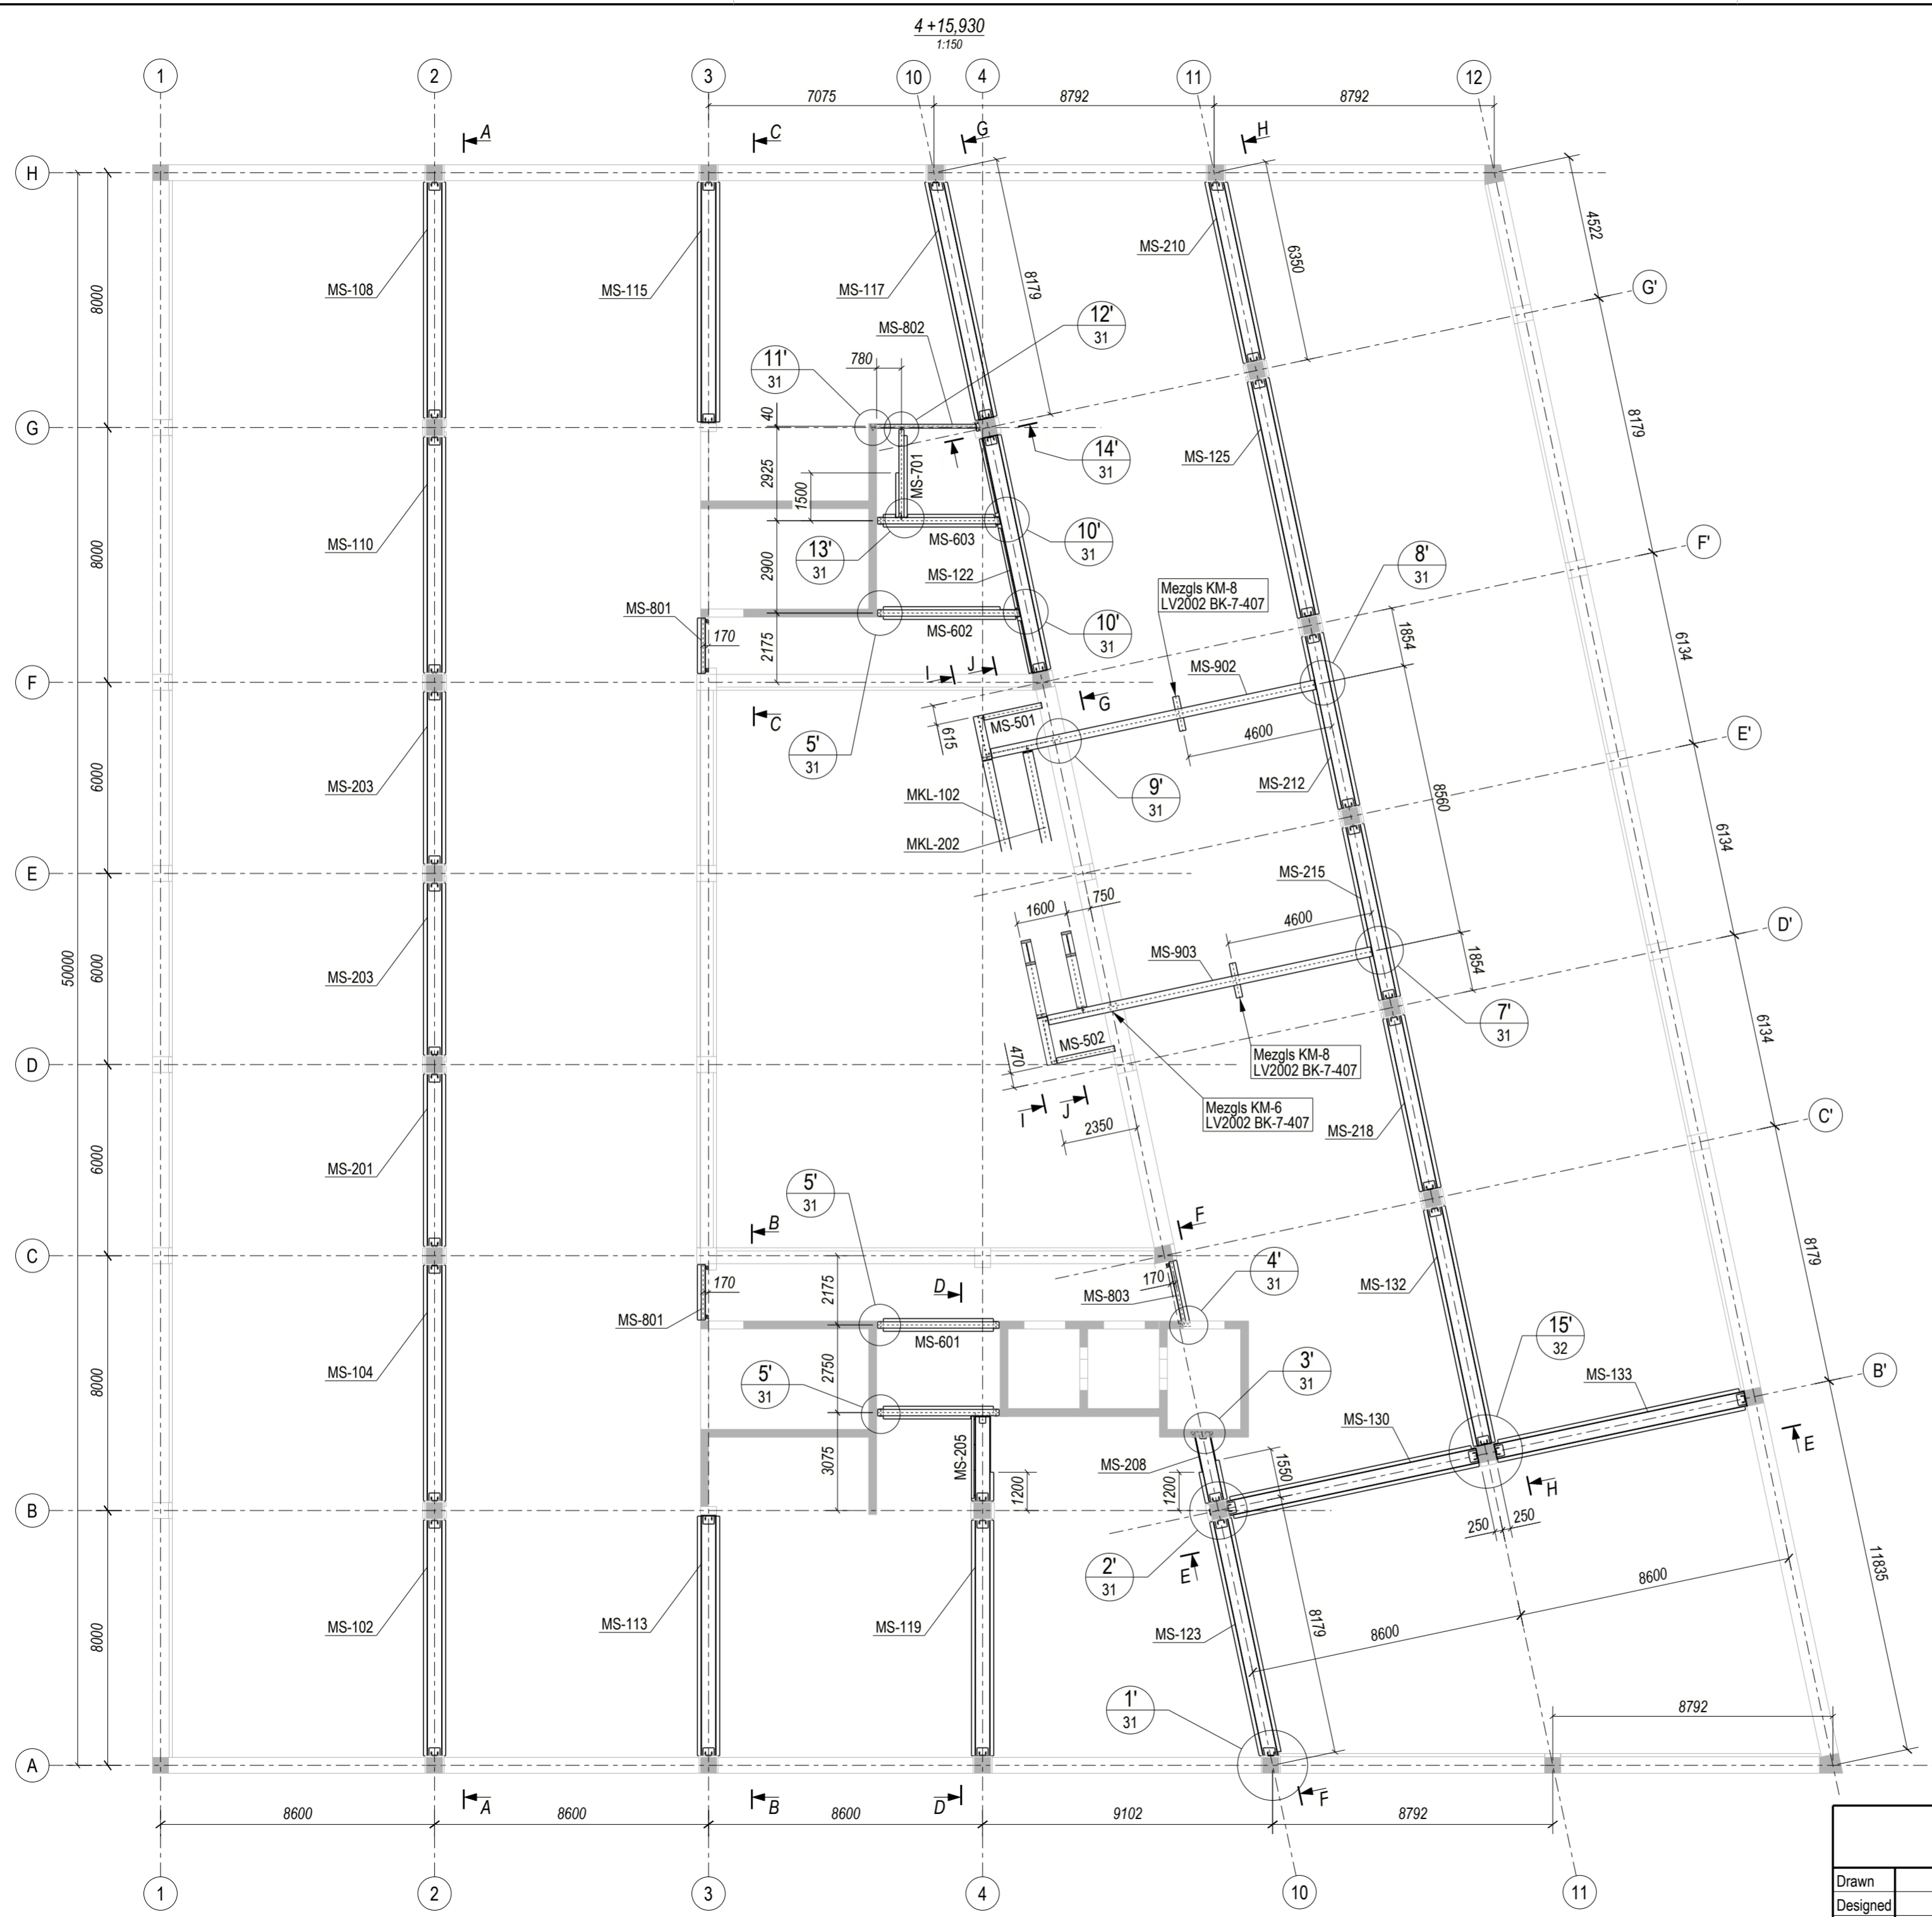 4 +15,930
1:150
1
2
3
10
4
11
12
7075
8792
8792
A
C
G
H
H
4522
MS-210
6350
G'
MS-108
MS-115
MS-117
8179
8000
12'
31
MS-802
780
11'
31
40
G
8179
14'
31
MS-125
2925
1500
MS-701
MS-110
8000
MS-603
13'
31
10'
31
F'
8'
31
2900
MS-122
Mezgls KM-8
LV2002 BK-7-407
MS-801
170
MS-602
10'
31
1854
6134
2175
I
J
MS-902
F
C
G
MS-501
615
4600
E'
5'
31
MS-203
6000
MS-212
9'
31
MKL-102
8560
MKL-202
6134
E
MS-215
750
1600
4600
D'
50000
MS-203
6000
MS-903
1854
7'
31
6134
MS-502
470
Mezgls KM-8
LV2002 BK-7-407
D
I
J
Mezgls KM-6
LV2002 BK-7-407
2350
C'
MS-218
MS-201
6000
5'
31
B
F
8179
C
170
2175
D
170
4'
31
MS-132
MS-803
MS-801
MS-601
15'
32
2750
3'
31
MS-104
8000
5'
31
MS-133
B'
MS-130
E
3075
MS-205
1200
MS-208
1550
1200
H
B
250
250
2'
31
E
11835
8600
MS-102
8000
MS-113
MS-119
MS-123
8179
8600
1'
31
8792
A
A
B
D
F
8600
8600
8600
9102
8792
1
2
3
4
10
11
Drawn
Designed